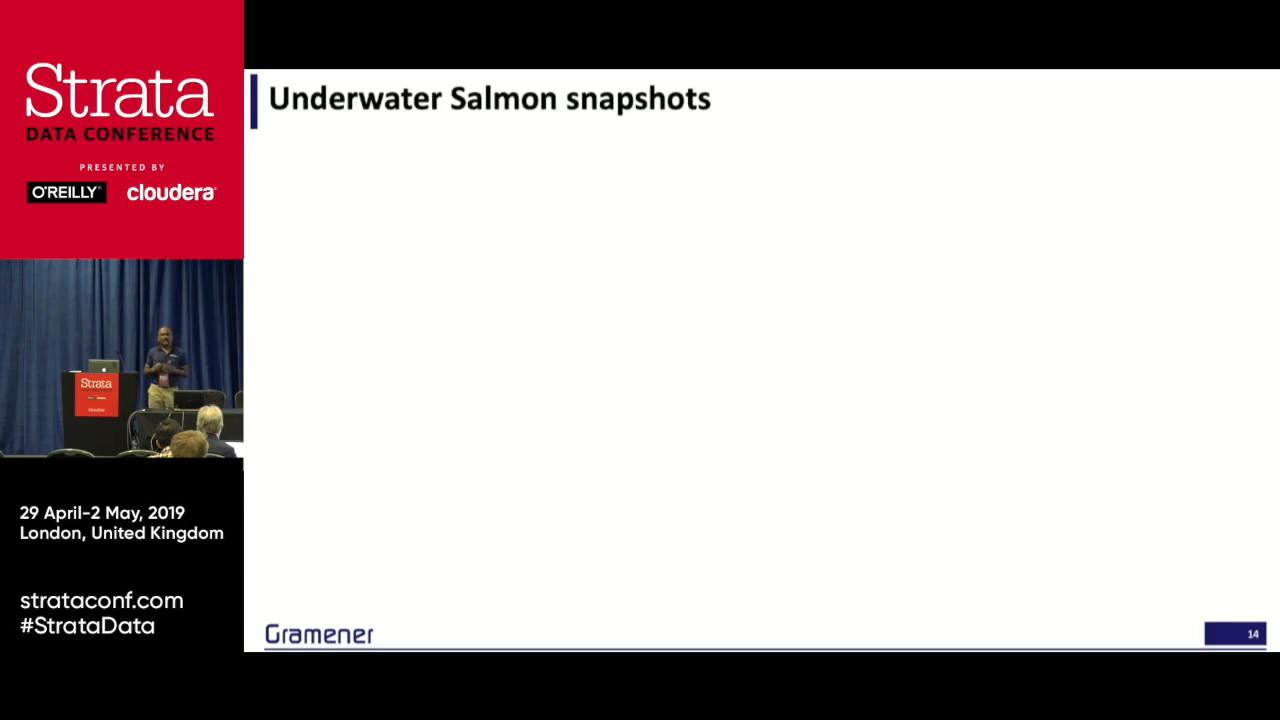 Strata
DATA CONFERENCE
PRESENTED BY
O'REILLY®
cloudera®
Strata
29 April-2 May, 2019
London, United Kingdom
strataconf.com
#StrataData
Underwater Salmon snapshots
Gramener
14